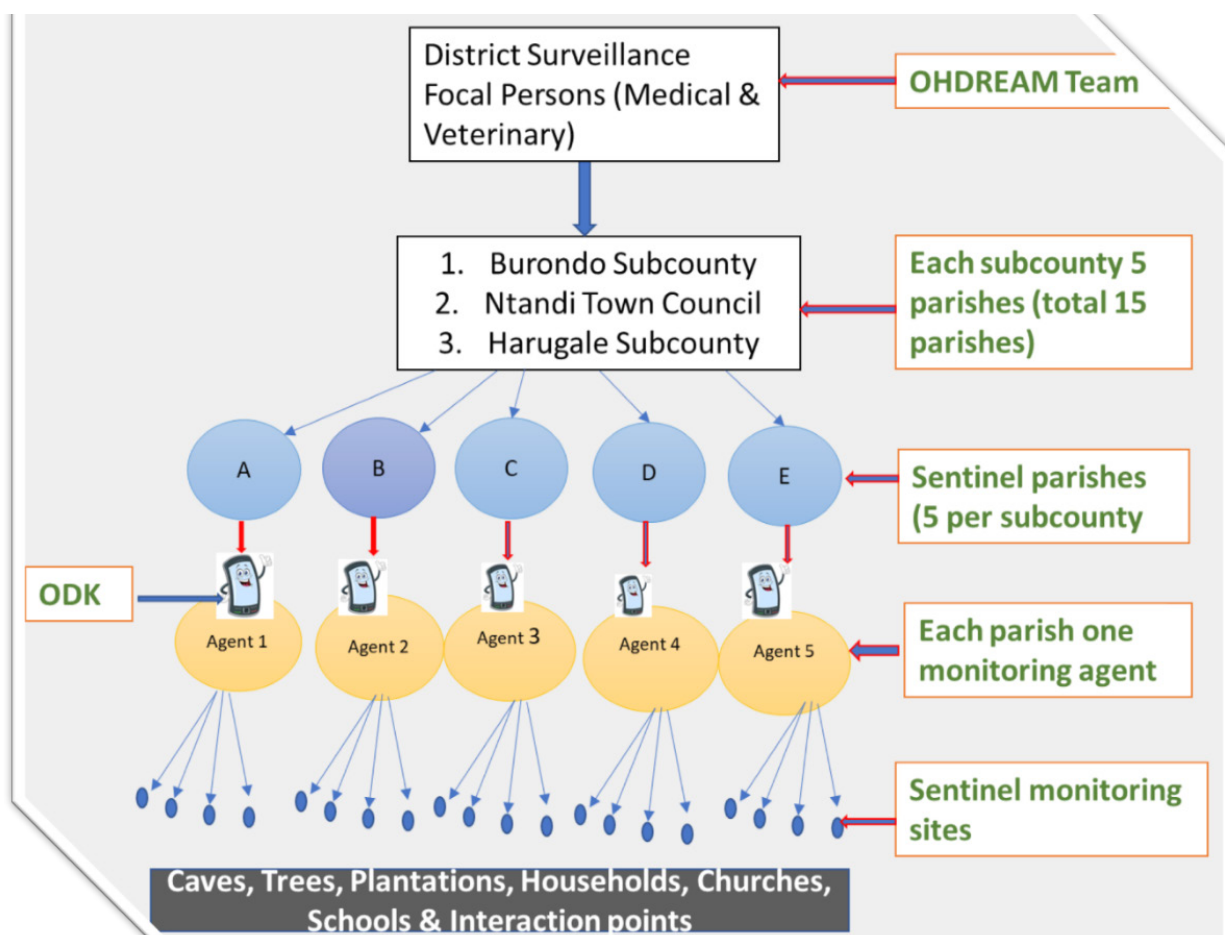 District Surveillance
Focal Persons (Medical &
Veterinary)
OHDREAM Team
1. Burondo Subcounty
2. Ntandi Town Council
3. Harugale Subcounty
Each subcounty 5
parishes (total 15
parishes)
A
B
C
D
E
Sentinel parishes
(5 per subcounty
ODK
Agent 1
Agent 2
Agent 3
Agent 4
Agent 5
Each parish one
monitoring agent
Sentinel monitoring
sites
Caves, Trees, Plantations, Households, Churches,
Schools & Interaction points